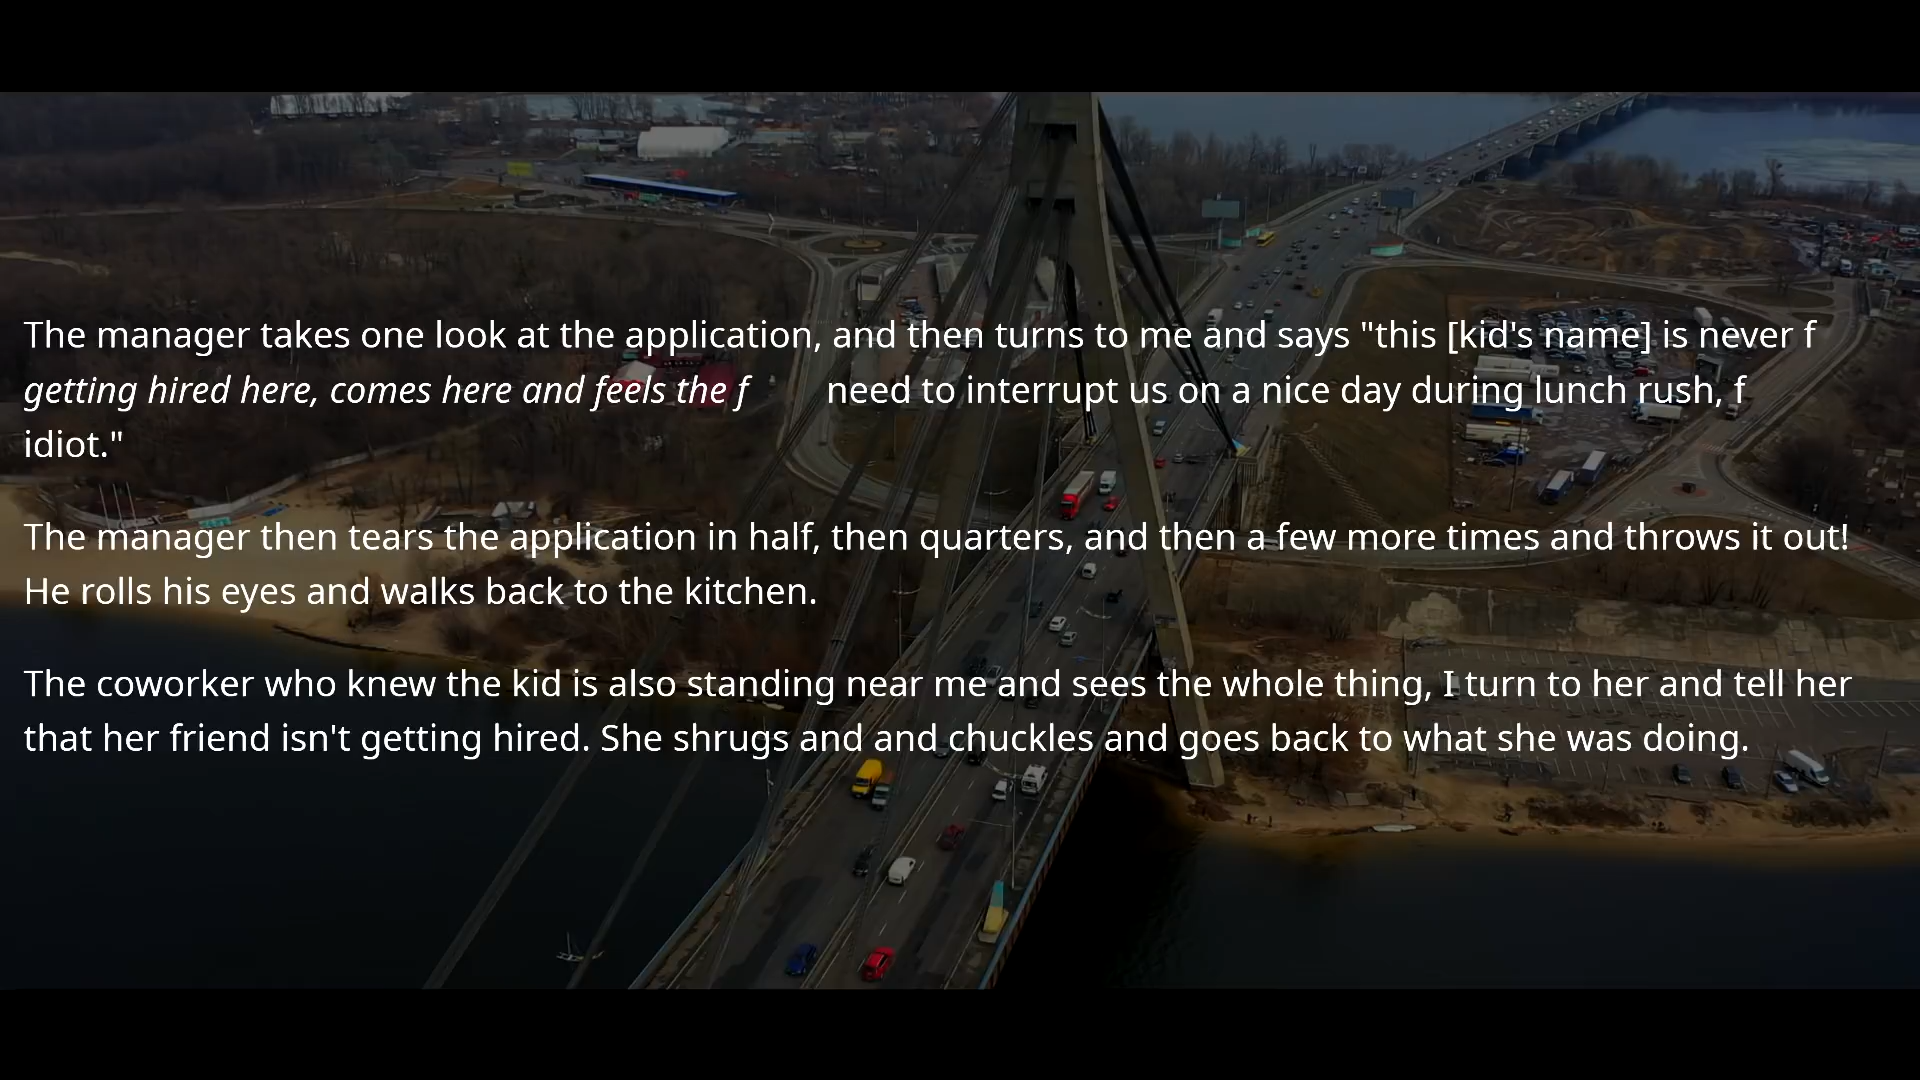 The manager takes one look at the application, and then turns to me and says "this [kid's name] is never f
getting hired here, comes here and feels the f need to interrupt us on a nice day during lunch rush, f
idiot."
The manager then tears the application in half, then quarters, and then a few more times and throws it out!
He rolls his eyes and walks back to the kitchen.
The coworker who knew the kid is also standing near me and sees the whole thing, I turn to her and tell her
that her friend isn't getting hired. She shrugs and and chuckles and goes back to what she was doing.